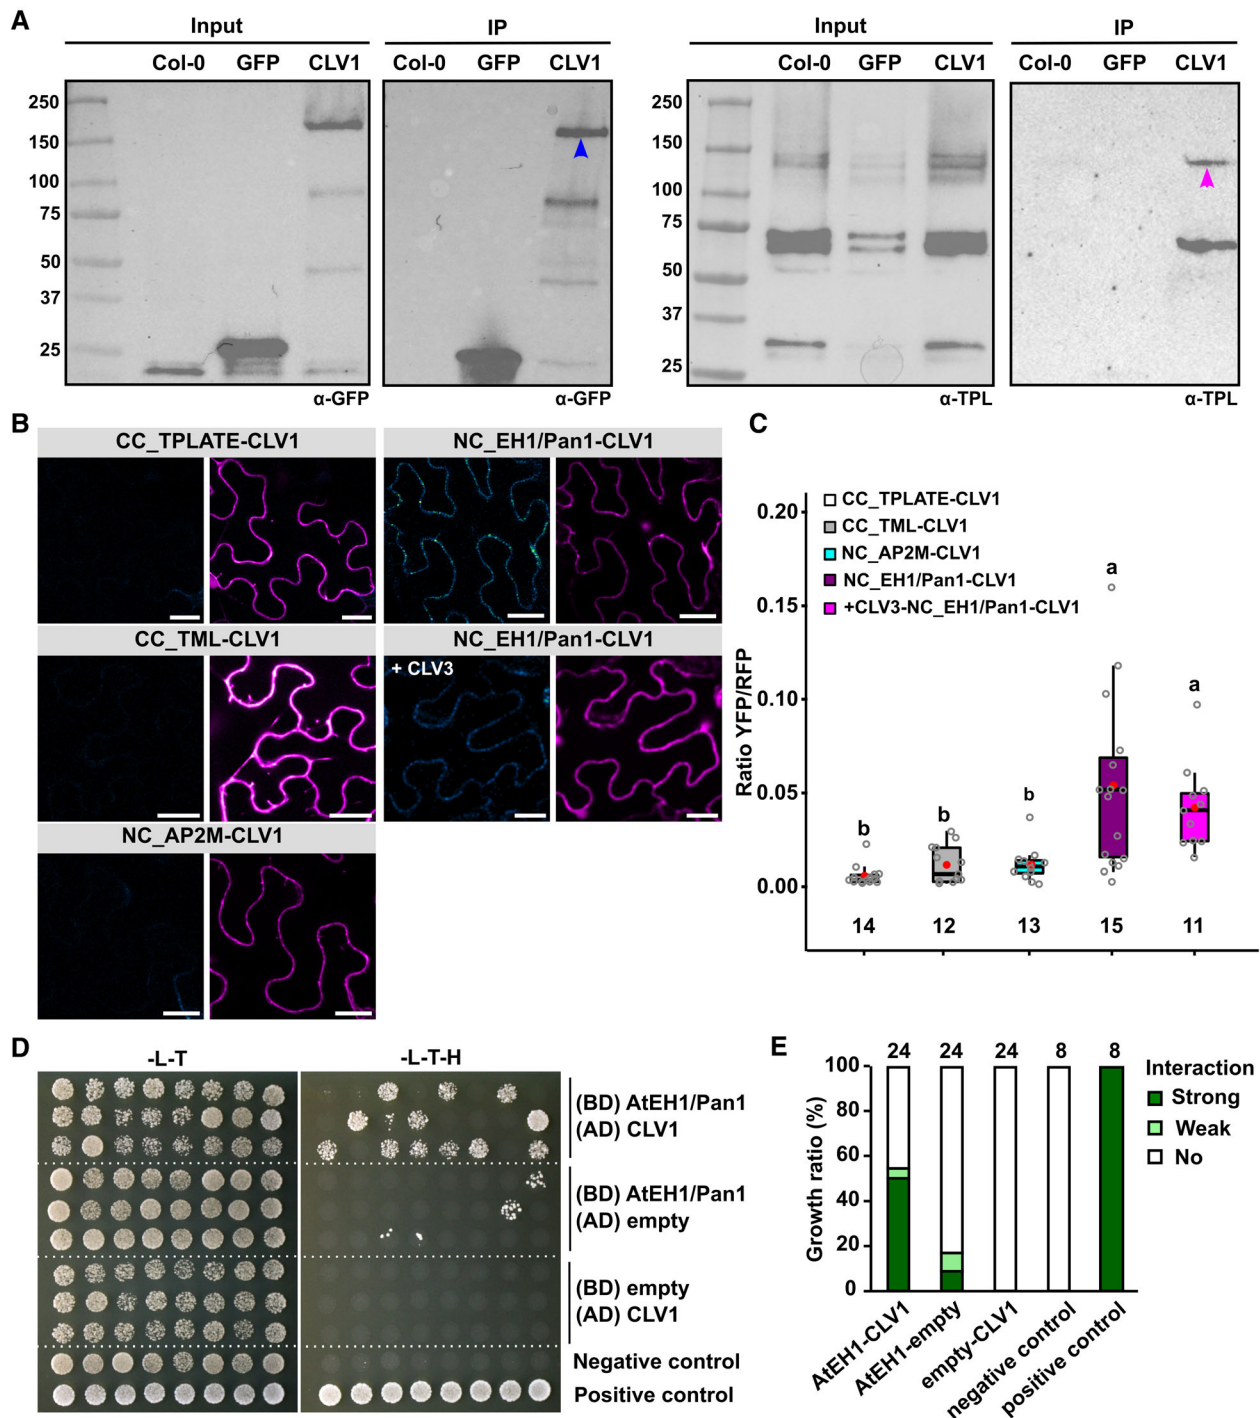 A
Input
IP
Input
IP
Col-0 GFP CLV1
Col-0 GFP CLV1
Col-0 GFP CLV1
Col-0 GFP CLV1
250
150
100
75
50
37
25
250
150
100
75
50
37
25
α-GFP
α-GFP
α-TPL
α-TPL
B
CC_TPLATE-CLV1
NC_EH1/Pan1-CLV1
CC_TML-CLV1
NC_EH1/Pan1-CLV1
+ CLV3
NC_AP2M-CLV1
C
CC_TPLATE-CLV1
CC_TML-CLV1
NC_AP2M-CLV1
NC_EH1/Pan1-CLV1
+CLV3-NC_EH1/Pan1-CLV1
Ratio YFP/RFP
0.20
0.15
0.10
0.05
0.00
b
b
b
a
a
14
12
13
15
11
D
-L-T
-L-T-H
(BD) AtEH1/Pan1
(AD) CLV1
(BD) AtEH1/Pan1
(AD) empty
(BD) empty
(AD) CLV1
Negative control
Positive control
E
24
24
24
8
8
Growth ratio (%)
100
80
60
40
20
0
AtEH1-CLV1
AtEH1-empty
empty-CLV1
negative control
positive control
Interaction
Strong
Weak
No